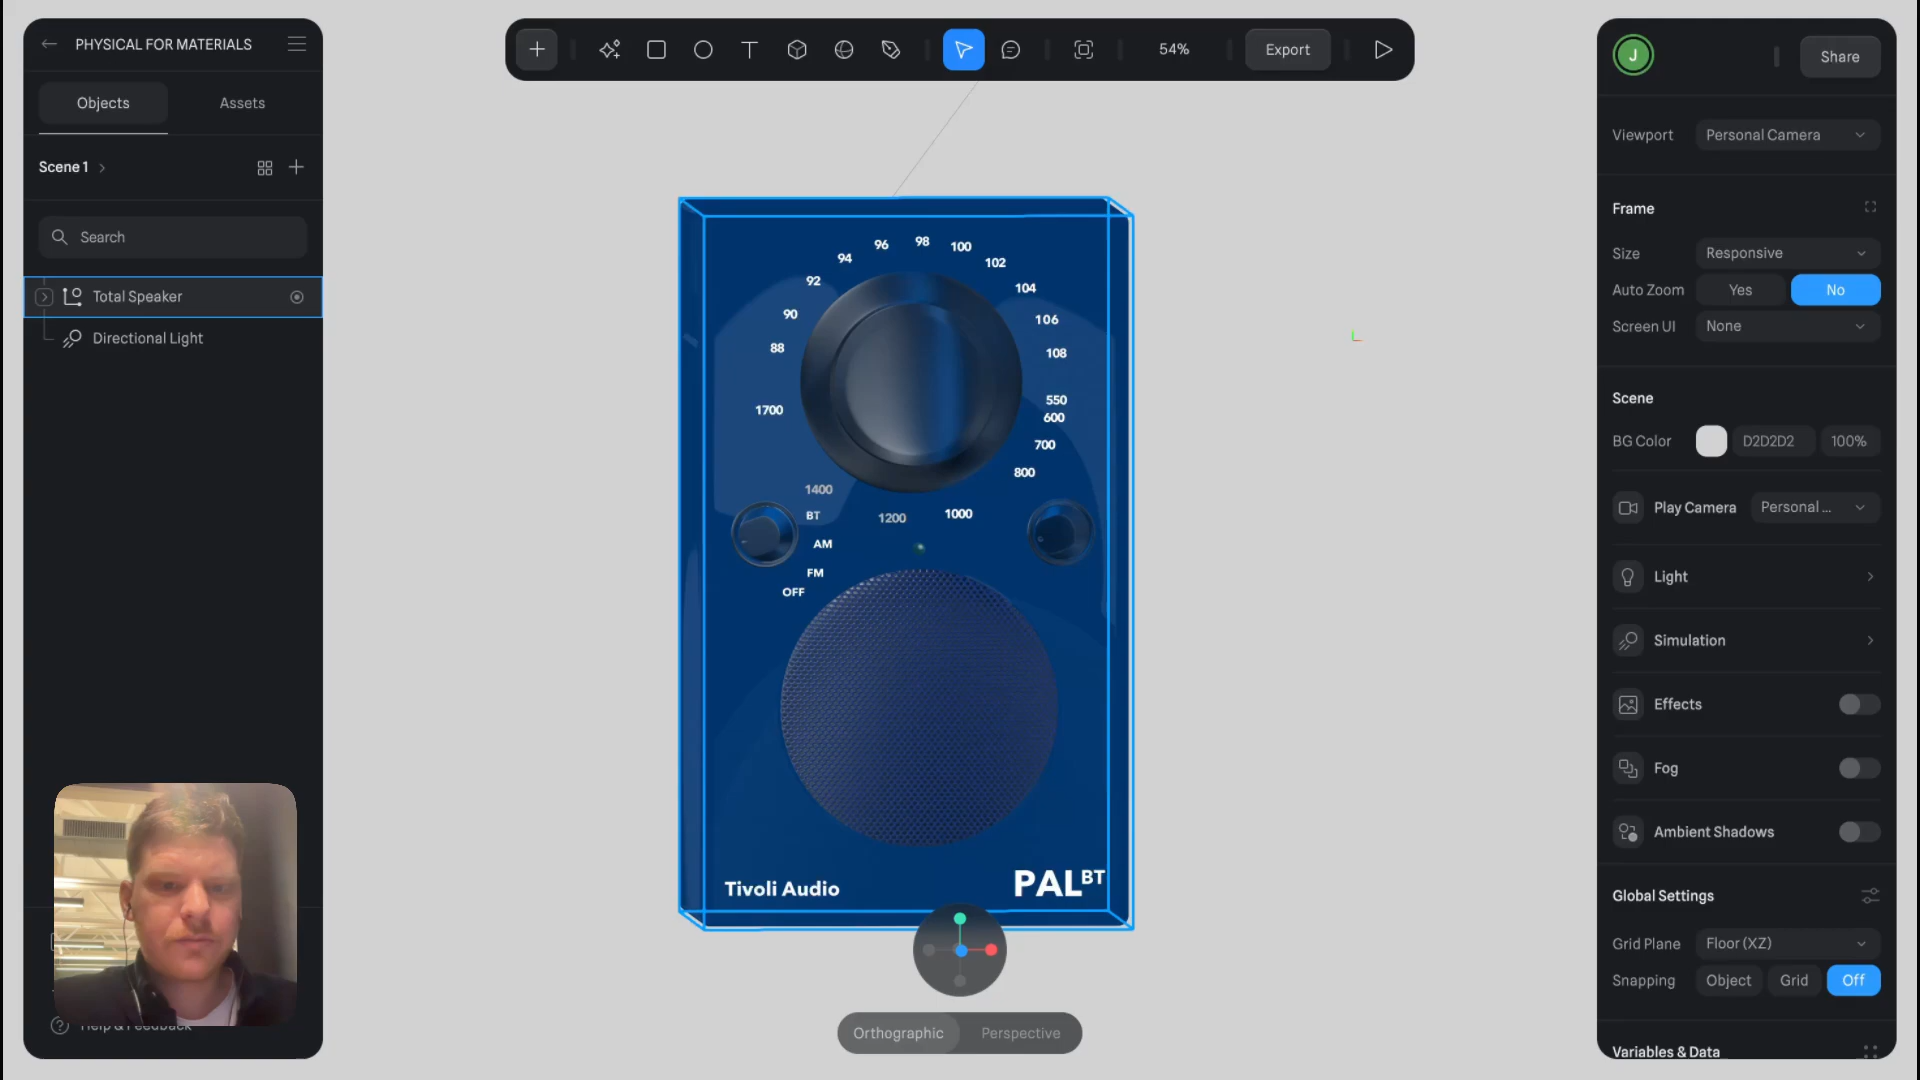 PHYSICAL FOR MATERIALS
Objects
Assets
Scene 1
Search
Total Speaker
Directional Light
Help & Feedback
54%
Export
98
96
100
94
102
92
104
90
106
88
108
550
1700
600
700
800
1400
BT
1200
1000
AM
FM
OFF
Tivoli Audio
PAL BT
Orthographic
Perspective
J
Share
Viewport
Personal Camera
Frame
Size
Responsive
Auto Zoom
Yes
No
Screen UI
None
Scene
BG Color
D2D2D2
100%
Play Camera
Personal ...
Light
Simulation
Effects
Fog
Ambient Shadows
Global Settings
Grid Plane
Floor (XZ)
Snapping
Object
Grid
Off
Variables & Data